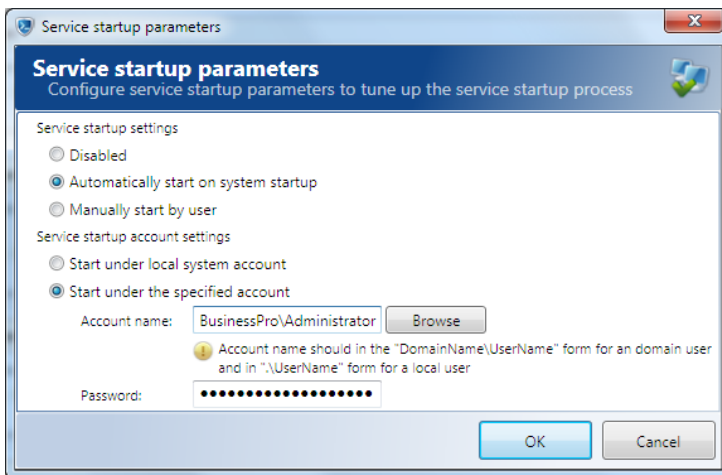 Service startup parameters
Service startup parameters
Configure service startup parameters to tune up the service startup process
Service startup settings
Disabled
Automatically start on system startup
Manually start by user
Service startup account settings
Start under local system account
Start under the specified account
Account name: BusinessPro\Administrator Browse
Account name should in the "DomainName\UserName" form for an domain user
and in ".\UserName" form for a local user
Password: ●●●●●●●●●●●●●●●●●●●
OK Cancel